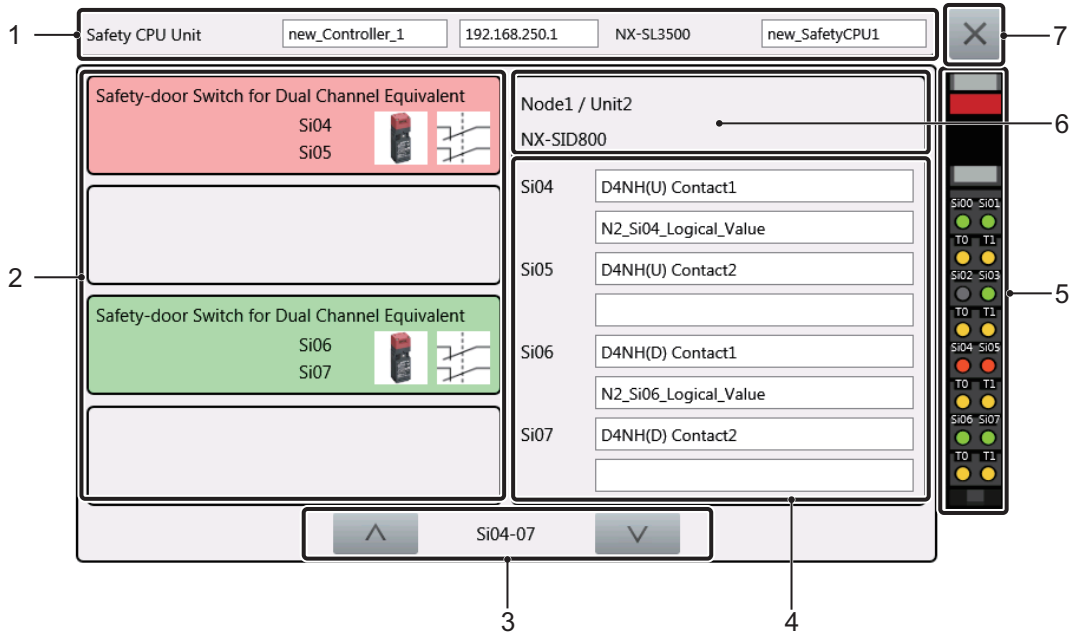 1
Safety CPU Unit new_Controller_1 192.168.250.1 NX-SL3500 new_SafetyCPU1
7
2
Safety-door Switch for Dual Channel Equivalent
Si04
Si05
Safety-door Switch for Dual Channel Equivalent
Si06
Si07
Node1 / Unit2
NX-SID800
6
Si04 D4NH(U) Contact1
N2_Si04_Logical_Value
Si05 D4NH(U) Contact2
Si06 D4NH(D) Contact1
N2_Si06_Logical_Value
Si07 D4NH(D) Contact2
Si00 Si01
T0 T1
Si02 Si03
T0 T1
Si04 Si05
T0 T1
Si06 Si07
T0 T1
5
Si04-07
3
4